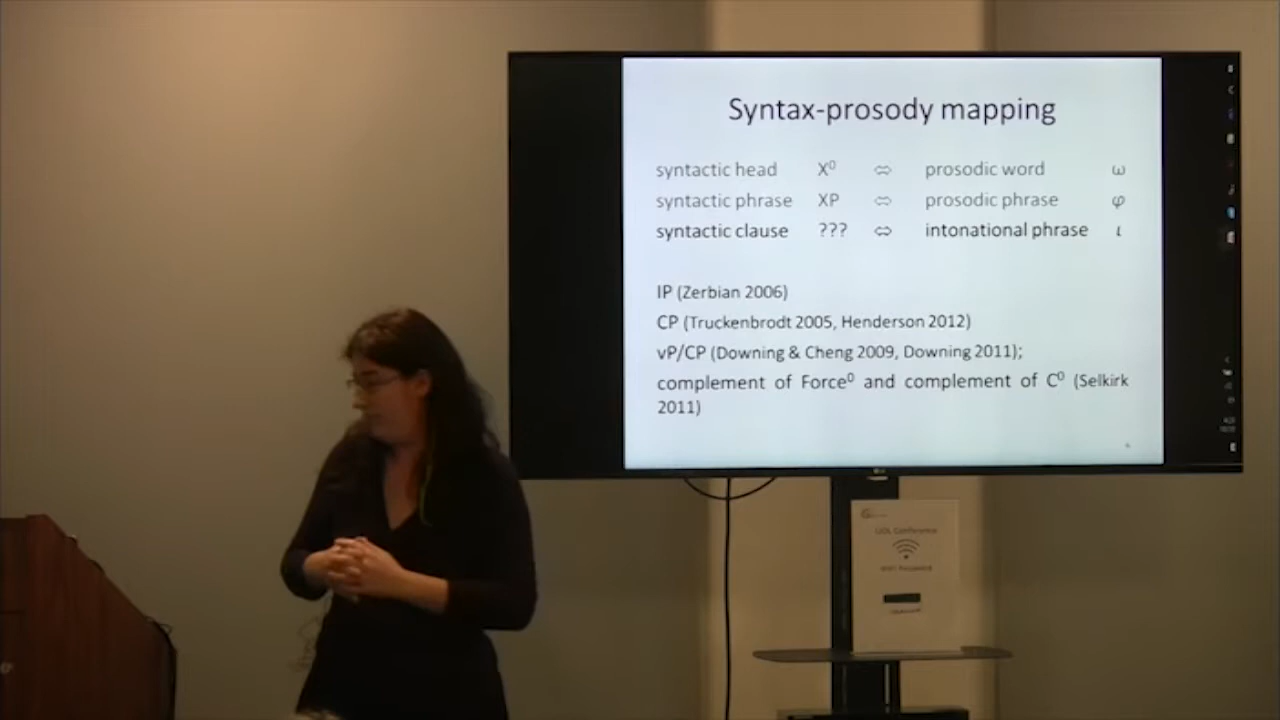 Syntax-prosody mapping
syntactic head X⁰ ⇔ prosodic word ω
syntactic phrase XP ⇔ prosodic phrase φ
syntactic clause ??? ⇔ intonational phrase ι
IP (Zerbian 2006)
CP (Truckenbrodt 2005, Henderson 2012)
vP/CP (Downing & Cheng 2009, Downing 2011);
complement of Force⁰ and complement of C⁰ (Selkirk
2011)
Conference